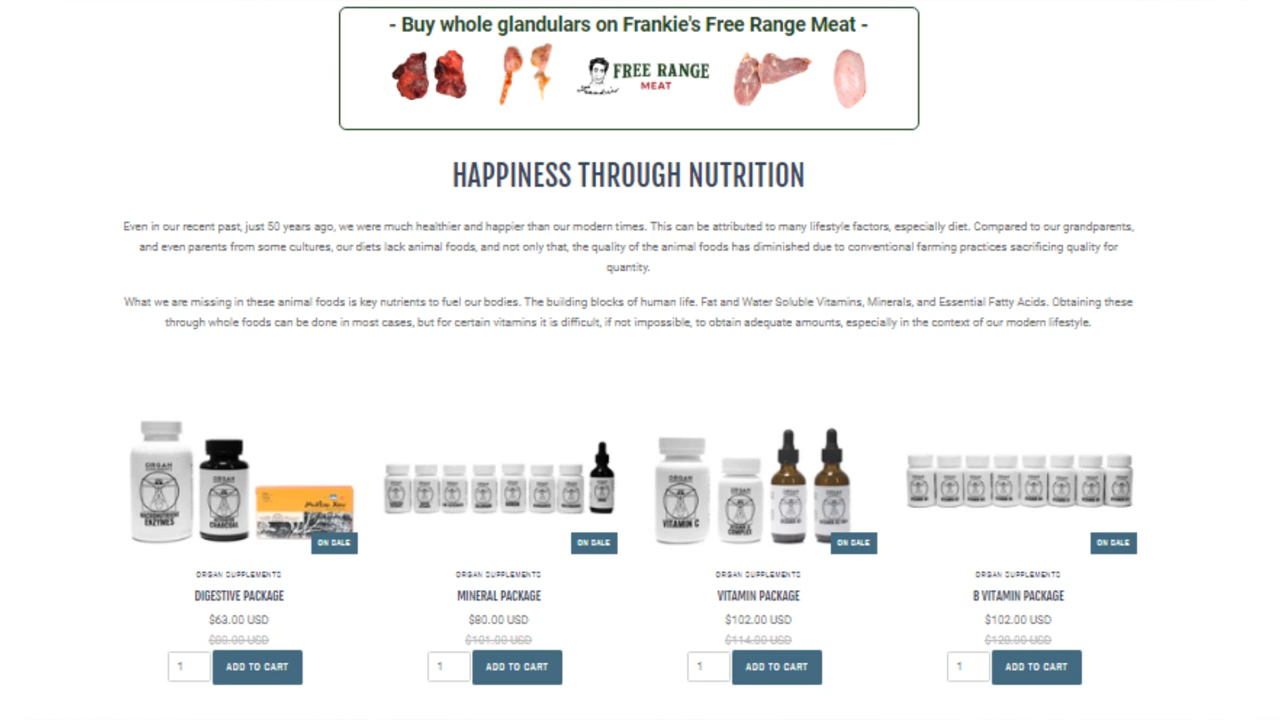 - Buy whole glandulars on Frankie's Free Range Meat -
FREE RANGE
MEAT
Frankie's
HAPPINESS THROUGH NUTRITION
Even in our recent past, just 50 years ago, we were much healthier and happier than our modern times. This can be attributed to many lifestyle factors, especially diet. Compared to our grandparents,
and even parents from some cultures, our diets lack animal foods, and not only that, the quality of the animal foods has diminished due to conventional farming practices sacrificing quality for
quantity.
What we are missing in these animal foods is key nutrients to fuel our bodies. The building blocks of human life. Fat and Water Soluble Vitamins, Minerals, and Essential Fatty Acids. Obtaining these
through whole foods can be done in most cases, but for certain vitamins it is difficult, if not impossible, to obtain adequate amounts, especially in the context of our modern lifestyle.
ORGAN
ENZYMES
ORGAN
CHARCOAL
ORGAN
VITAMIN C
ORGAN
COMPLEX
ON SALE
ON SALE
ON SALE
ON SALE
ORGAN SUPPLEMENTS
ORGAN SUPPLEMENTS
ORGAN SUPPLEMENTS
ORGAN SUPPLEMENTS
DIGESTIVE PACKAGE
MINERAL PACKAGE
VITAMIN PACKAGE
B VITAMIN PACKAGE
$63.00 USD
$80.00 USD
$102.00 USD
$102.00 USD
$101.00 USD
$114.00 USD
1 ADD TO CART
1 ADD TO CART
1 ADD TO CART
1 ADD TO CART